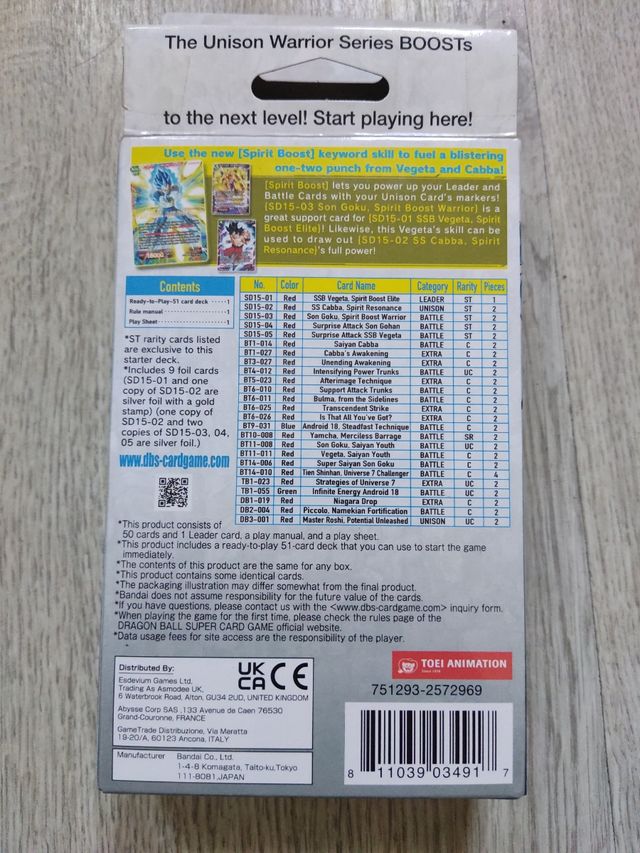 The Unison Warrior Series BOOSTs
to the next level! Start playing here!
Use the new [Spirit Boost] keyword skill to fuel a blistering
one-two punch from Vegeta and Cabba!
[Spirit Boost] lets you power up your Leader and
Battle Cards with your Unison Card's markers!
{SD15-03 Son Goku, Spirit Boost Warrior} is a
great support card for {SD15-01 SSB Vegeta, Spirit
Boost Elite}! Likewise, this Vegeta's skill can be
used to draw out {SD15-02 SS Cabba, Spirit
Resonance}'s full power!
15000
Contents
Ready-to-Play-51 card deck ······1
Rule manual ······1
Play Sheet ······1
*ST rarity cards listed
are exclusive to this
starter deck.
*Includes 9 foil cards
(SD15-01 and one
copy of SD15-02 are
silver foil with a gold
stamp) (one copy of
SD15-02 and two
copies of SD15-03, 04,
05 are silver foil.)
www.dbs-cardgame.com
No. Color Card Name Category Rarity Pieces
SD15-01 Red SSB Vegeta, Spirit Boost Elite LEADER ST 1
SD15-02 Red SS Cabba, Spirit Resonance UNISON ST 2
SD15-03 Red Son Goku, Spirit Boost Warrior BATTLE ST 2
SD15-04 Red Surprise Attack Son Gohan BATTLE ST 2
SD15-05 Red Surprise Attack SSB Vegeta BATTLE ST 2
BT1-014 Red Saiyan Cabba BATTLE C 2
BT1-027 Red Cabba's Awakening EXTRA C 2
BT3-027 Red Unending Awakening EXTRA C 2
BT4-012 Red Intensifying Power Trunks BATTLE UC 2
BT5-023 Red Afterimage Technique EXTRA C 2
BT6-010 Red Support Attack Trunks BATTLE C 2
BT6-011 Red Bulma, from the Sidelines BATTLE C 2
BT6-025 Red Transcendent Strike EXTRA C 2
BT6-026 Red Is That All You've Got? EXTRA C 2
BT9-031 Blue Android 18, Steadfast Technique BATTLE C 2
BT10-008 Red Yamcha, Merciless Barrage BATTLE SR 2
BT11-008 Red Son Goku, Saiyan Youth BATTLE UC 2
BT11-011 Red Vegeta, Saiyan Youth BATTLE C 2
BT14-006 Red Super Saiyan Son Goku BATTLE C 2
BT14-010 Red Tien Shinhan, Universe 7 Challenger BATTLE C 4
TB1-023 Red Strategies of Universe 7 EXTRA UC 2
TB1-055 Green Infinite Energy Android 18 BATTLE UC 2
DB1-019 Red Niagara Drop EXTRA C 2
DB2-004 Red Piccolo, Namekian Fortification BATTLE C 2
DB3-001 Red Master Roshi, Potential Unleashed UNISON UC 2
*This product consists of
50 cards and 1 Leader card, a play manual, and a play sheet.
*This product includes a ready-to-play 51-card deck that you can use to start the game
immediately.
*The contents of this product are the same for any box.
*This product contains some identical cards.
*The packaging illustration may differ somewhat from the final product.
*Bandai does not assume responsibility for the future value of the cards.
*If you have questions, please contact us with the <www.dbs-cardgame.com> inquiry form.
*When playing the game for the first time, please check the rules page of the
DRAGON BALL SUPER CARD GAME official website.
*Data usage fees for site access are the responsibility of the player.
Distributed By:
Esdevium Games Ltd.
Trading As Asmodee UK,
6 Waterbrook Road, Alton, GU34 2UD, UNITED KINGDOM
Abysse Corp SAS ,133 Avenue de Caen 76530
Grand-Couronne, FRANCE
GameTrade Distribuzione, Via Maratta
19-20/A, 60123 Ancona, ITALY
UK
CA CE
Manufacturer Bandai Co., Ltd.
1-4-8 Komagata, Taito-ku,Tokyo
111-8081,JAPAN
TOEI ANIMATION
751293-2572969
8 11039 03491 7